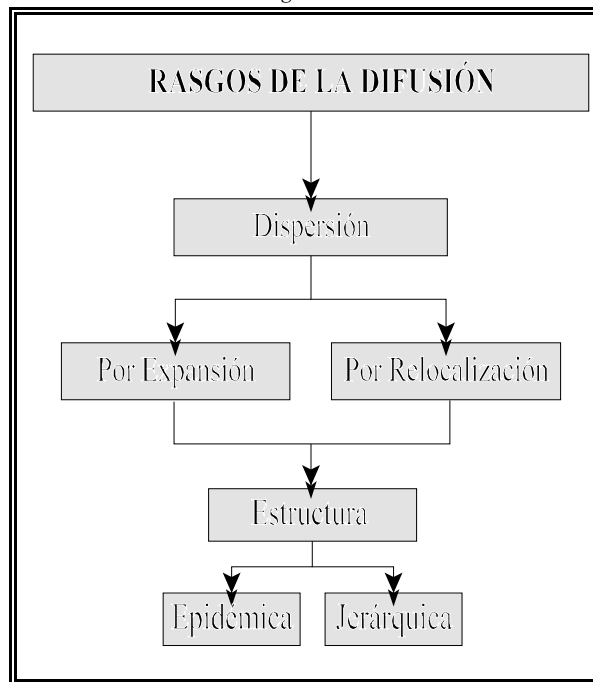 RASGOS DE LA DIFUSIÓN
Dispersión
Por Expansión
Por Relocalización
Estructura
Epidémica
Jerárquica